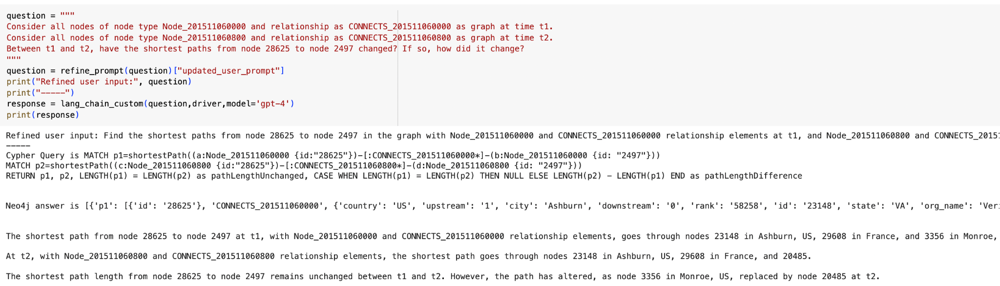 question = """
Consider all nodes of node type Node_201511060000 and relationship as CONNECTS_201511060000 as graph at time t1.
Consider all nodes of node type Node_201511060800 and relationship as CONNECTS_201511060800 as graph at time t2.
Between t1 and t2, have the shortest paths from node 28625 to node 2497 changed? If so, how did it change?
"""
question = refine_prompt(question)["updated_user_prompt"]
print("Refined user input:", question)
print("-----")
response = lang_chain_custom(question,driver,model='gpt-4')
print(response)
Refined user input: Find the shortest paths from node 28625 to node 2497 in the graph with Node_201511060000 and CONNECTS_201511060000 relationship elements at t1, and Node_201511060800 and
-----
Cypher Query is MATCH p1=shortestPath((a:Node_201511060000 {id:"28625"})-[:CONNECTS_201511060000*]-(b:Node_201511060000 {id: "2497"}))
MATCH p2=shortestPath((c:Node_201511060800 {id:"28625"})-[:CONNECTS_201511060800*]-(d:Node_201511060800 {id: "2497"}))
RETURN p1, p2, LENGTH(p1) = LENGTH(p2) as pathLengthUnchanged, CASE WHEN LENGTH(p1) = LENGTH(p2) THEN NULL ELSE LENGTH(p2) - LENGTH(p1) END as pathLengthDifference
Neo4j answer is [{'p1': [{'id': '28625'}, 'CONNECTS_201511060000', {'country': 'US', 'upstream': '1', 'city': 'Ashburn', 'downstream': '0', 'rank': '58258', 'id': '23148', 'state': 'VA', 'org_name':
The shortest path from node 28625 to node 2497 at t1, with Node_201511060000 and CONNECTS_201511060000 relationship elements, goes through nodes 23148 in Ashburn, US, 29608 in France, and 3356 in Monroe,
At t2, with Node_201511060800 and CONNECTS_201511060800 relationship elements, the shortest path goes through nodes 23148 in Ashburn, US, 29608 in France, and 20485.
The shortest path length from node 28625 to node 2497 remains unchanged between t1 and t2. However, the path has altered, as node 3356 in Monroe, US, replaced by node 20485 at t2.